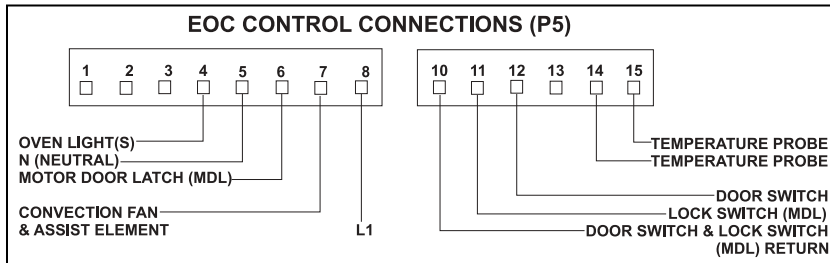 EOC CONTROL CONNECTIONS (P5)
1 2 3 4 5 6 7 8 10 11 12 13 14 15
OVEN LIGHT(S)
N (NEUTRAL)
MOTOR DOOR LATCH (MDL)
CONVECTION FAN
& ASSIST ELEMENT
L1
TEMPERATURE PROBE
TEMPERATURE PROBE
DOOR SWITCH
LOCK SWITCH (MDL)
DOOR SWITCH & LOCK SWITCH
(MDL) RETURN